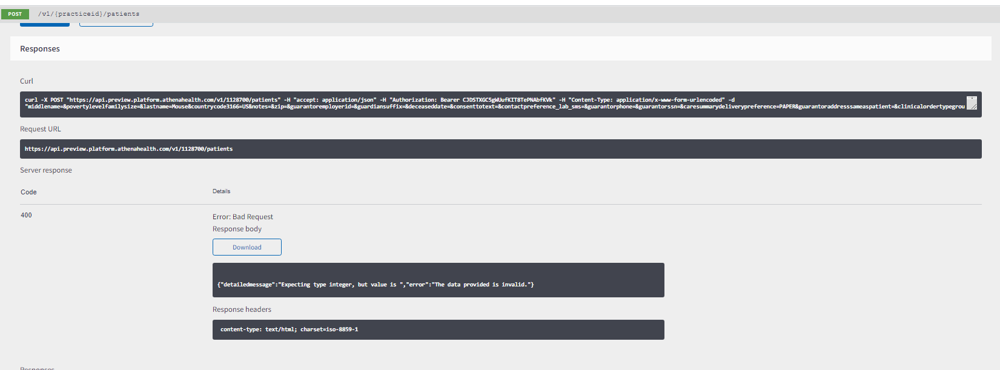 POST /v1/{practiceid}/patients
Responses
Curl
curl -X POST "https://api.preview.platform.athenahealth.com/v1/1128700/patients" -H "accept: application/json" -H "Authorization: Bearer CJDSTXGC5gWUufKIT8TePNAbfKVk" -H "Content-Type: application/x-www-form-urlencoded" -d
"middlename=&povertylevelfamilysize=&lastname=Mouse&countrycode3166=US&notes=&zip=&guarantoremployerid=&guardiansuffix=&deceaseddate=&consenttotext=&contactpreference_lab_sms=&guarantorphone=&guarantorssn=&caresummarydeliverypreference=PAPER&guarantoraddresssameaspatient=&clinicalordertypegrou
Request URL
https://api.preview.platform.athenahealth.com/v1/1128700/patients
Server response
Code Details
400 Error: Bad Request
Response body
Download
{"detailedmessage":"Expecting type integer, but value is ","error":"The data provided is invalid."}
Response headers
content-type: text/html; charset=iso-8859-1
Responses